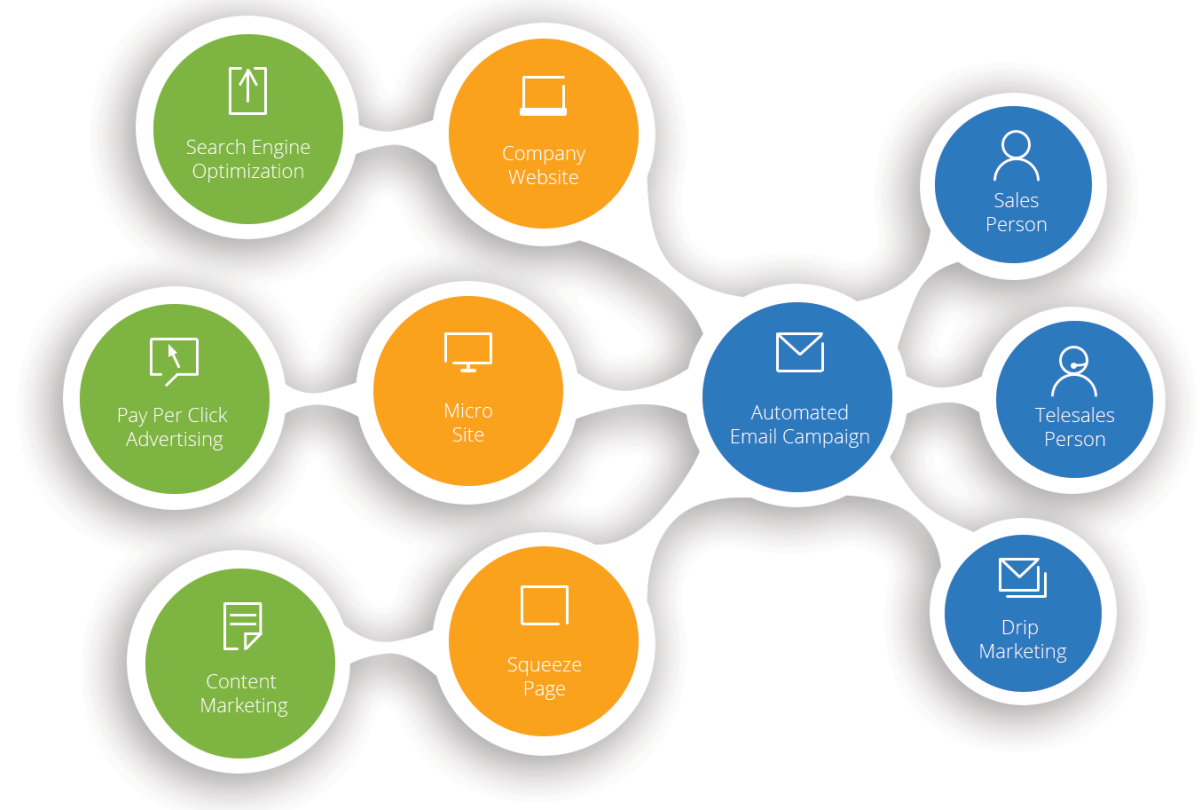 Search Engine
Optimization
Company
Website
Sales
Person
Pay Per Click
Advertising
Micro
Site
Automated
Email Campaign
Telesales
Person
Content
Marketing
Squeeze
Page
Drip
Marketing